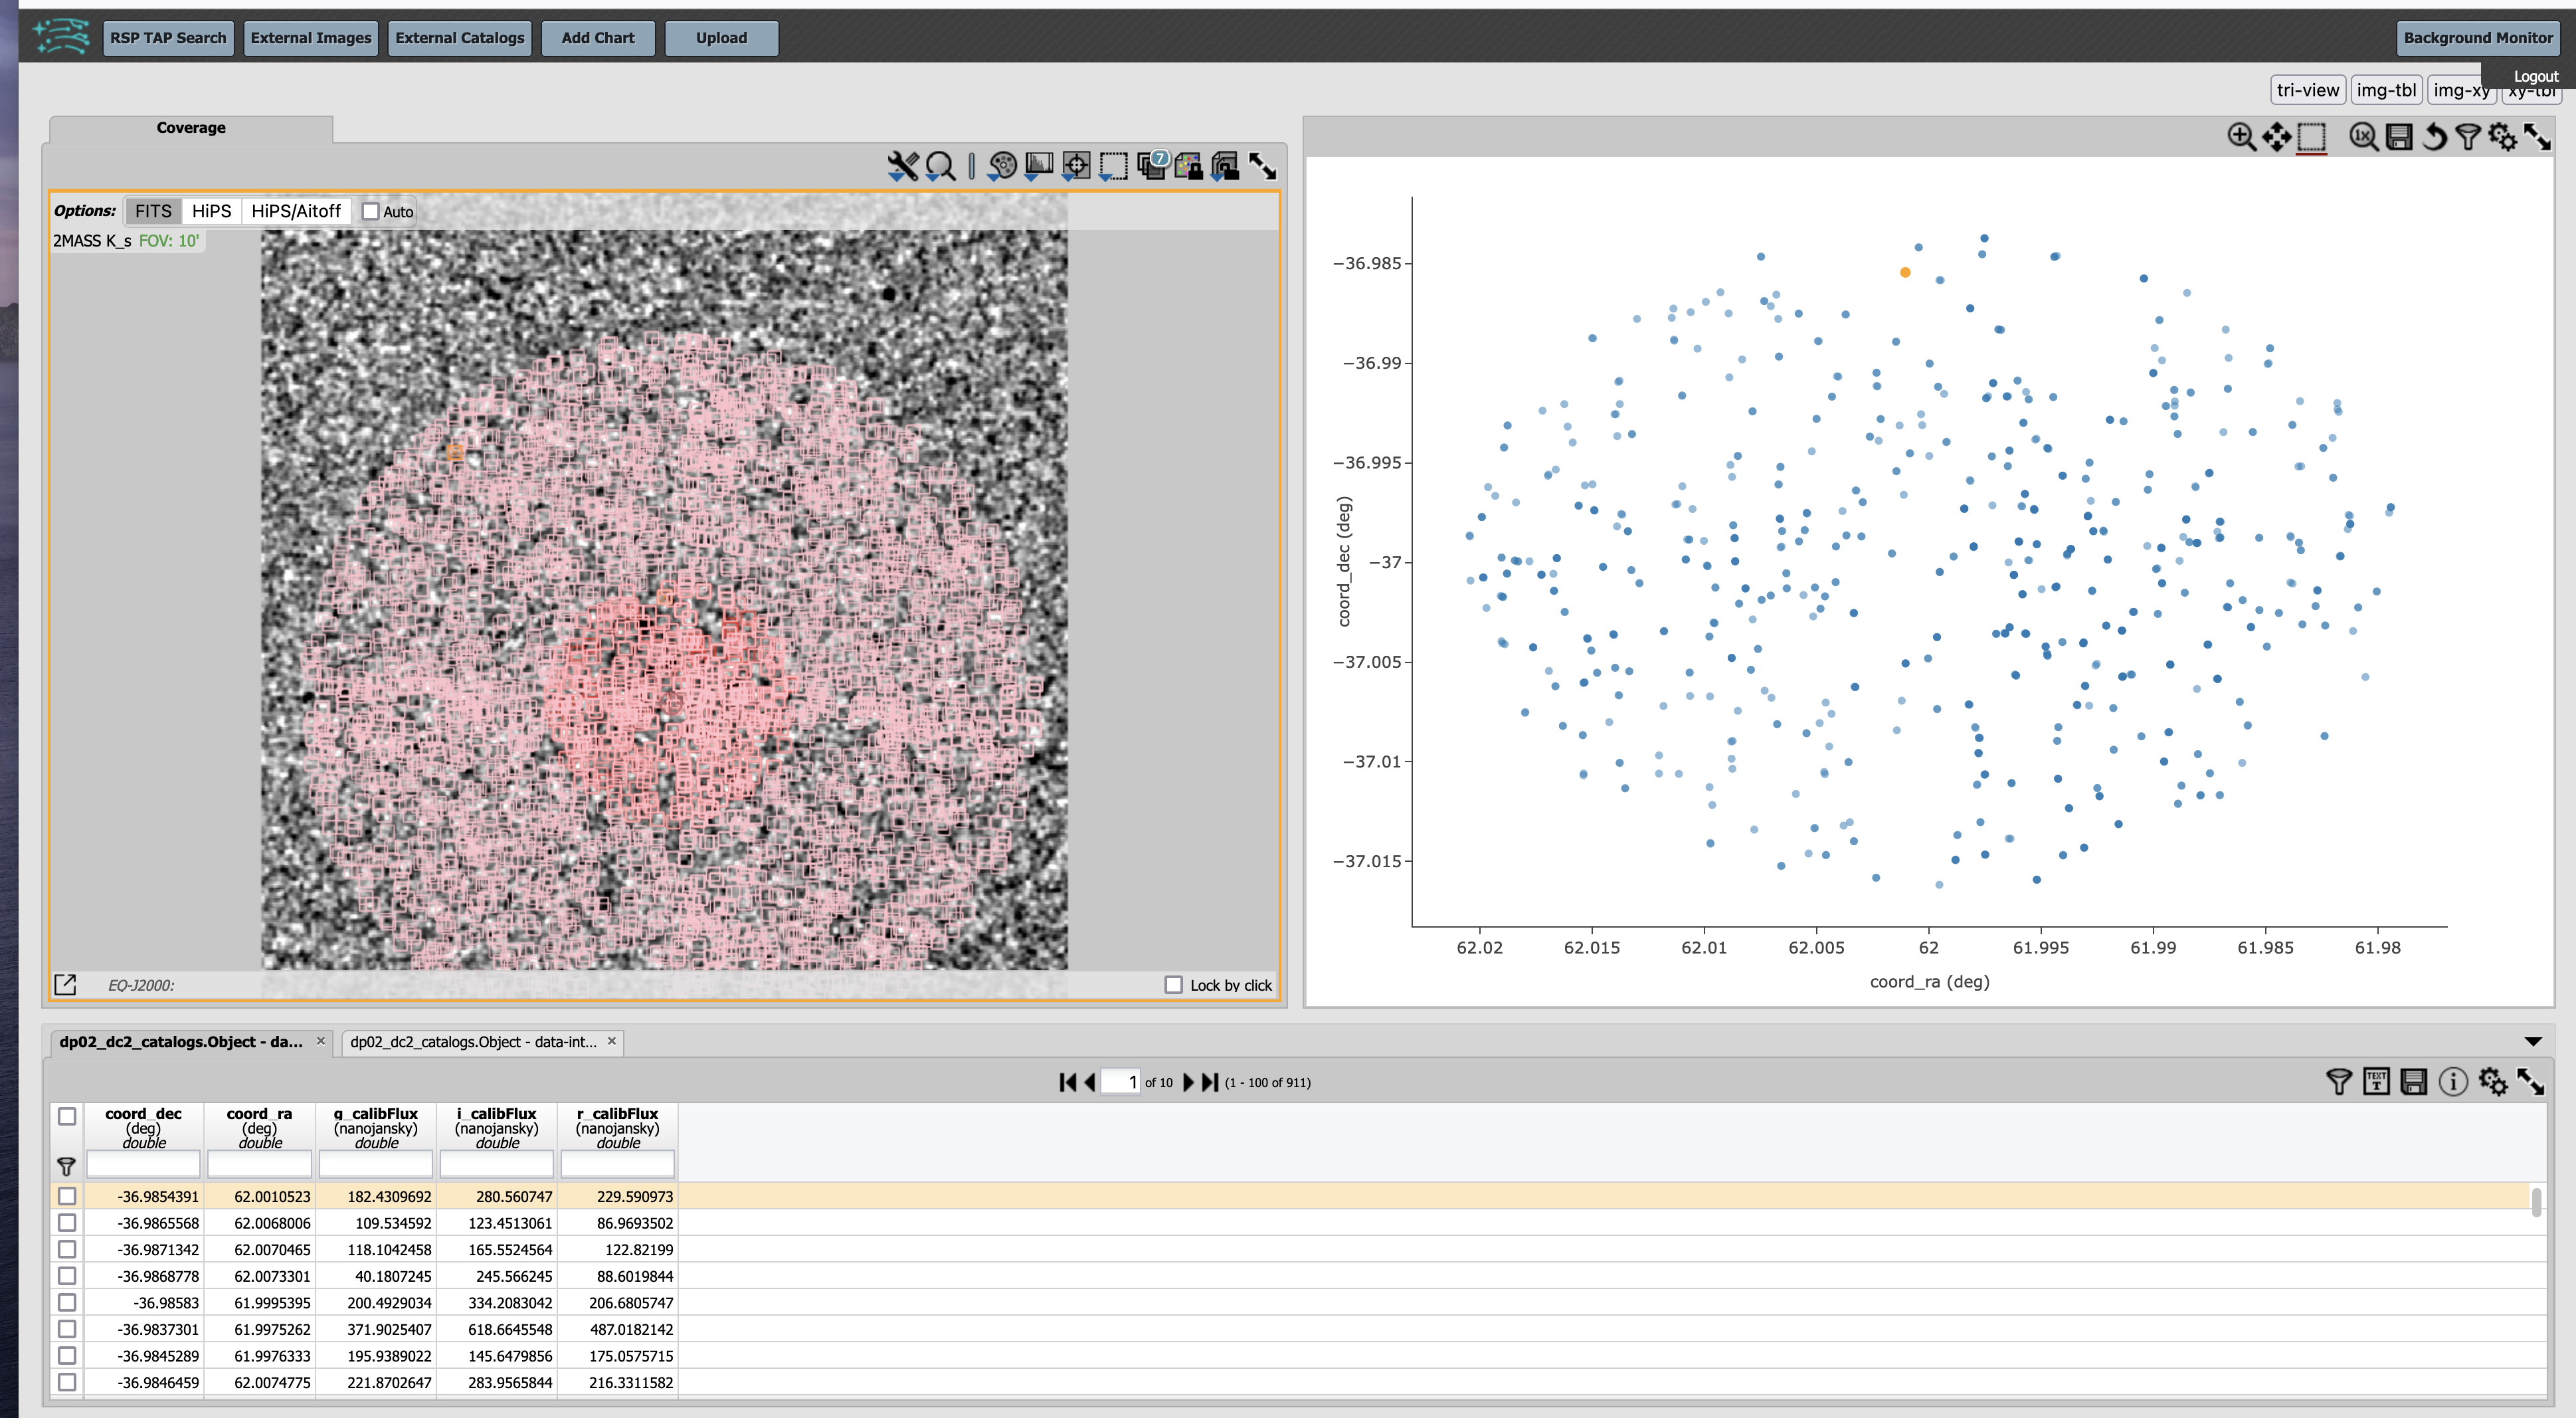 RSP TAP Search External Images External Catalogs Add Chart Upload Background Monitor
Logout
tri-view img-tbl img-xy xy-tbl
Coverage
7
1x
Options: FITS HiPS HiPS/Aitoff Auto
2MASS K_s FOV: 10'
EQ-J2000: Lock by click
−36.985
−36.99
−36.995
−37
−37.005
−37.01
−37.015
coord_dec (deg)
62.02 62.015 62.01 62.005 62 61.995 61.99 61.985 61.98
coord_ra (deg)
dp02_dc2_catalogs.Object - da... × dp02_dc2_catalogs.Object - data-int... ×
1 of 10 (1 - 100 of 911)
TEXT T i
coord_dec coord_ra g_calibFlux i_calibFlux r_calibFlux
(deg) (deg) (nanojansky) (nanojansky) (nanojansky)
double double double double double
-36.9854391 62.0010523 182.4309692 280.560747 229.590973
-36.9865568 62.0068006 109.534592 123.4513061 86.9693502
-36.9871342 62.0070465 118.1042458 165.5524564 122.82199
-36.9868778 62.0073301 40.1807245 245.566245 88.6019844
-36.98583 61.9995395 200.4929034 334.2083042 206.6805747
-36.9837301 61.9975262 371.9025407 618.6645548 487.0182142
-36.9845289 61.9976333 195.9389022 145.6479856 175.0575715
-36.9846459 62.0074775 221.8702647 283.9565844 216.3311582